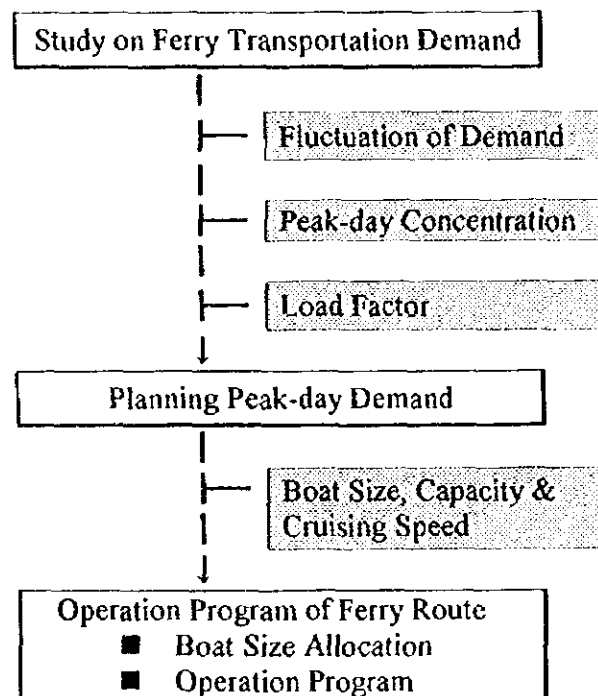 Study on Ferry Transportation Demand
Fluctuation of Demand
Peak-day Concentration
Load Factor
Planning Peak-day Demand
Boat Size, Capacity &
Cruising Speed
Operation Program of Ferry Route
■ Boat Size Allocation
■ Operation Program